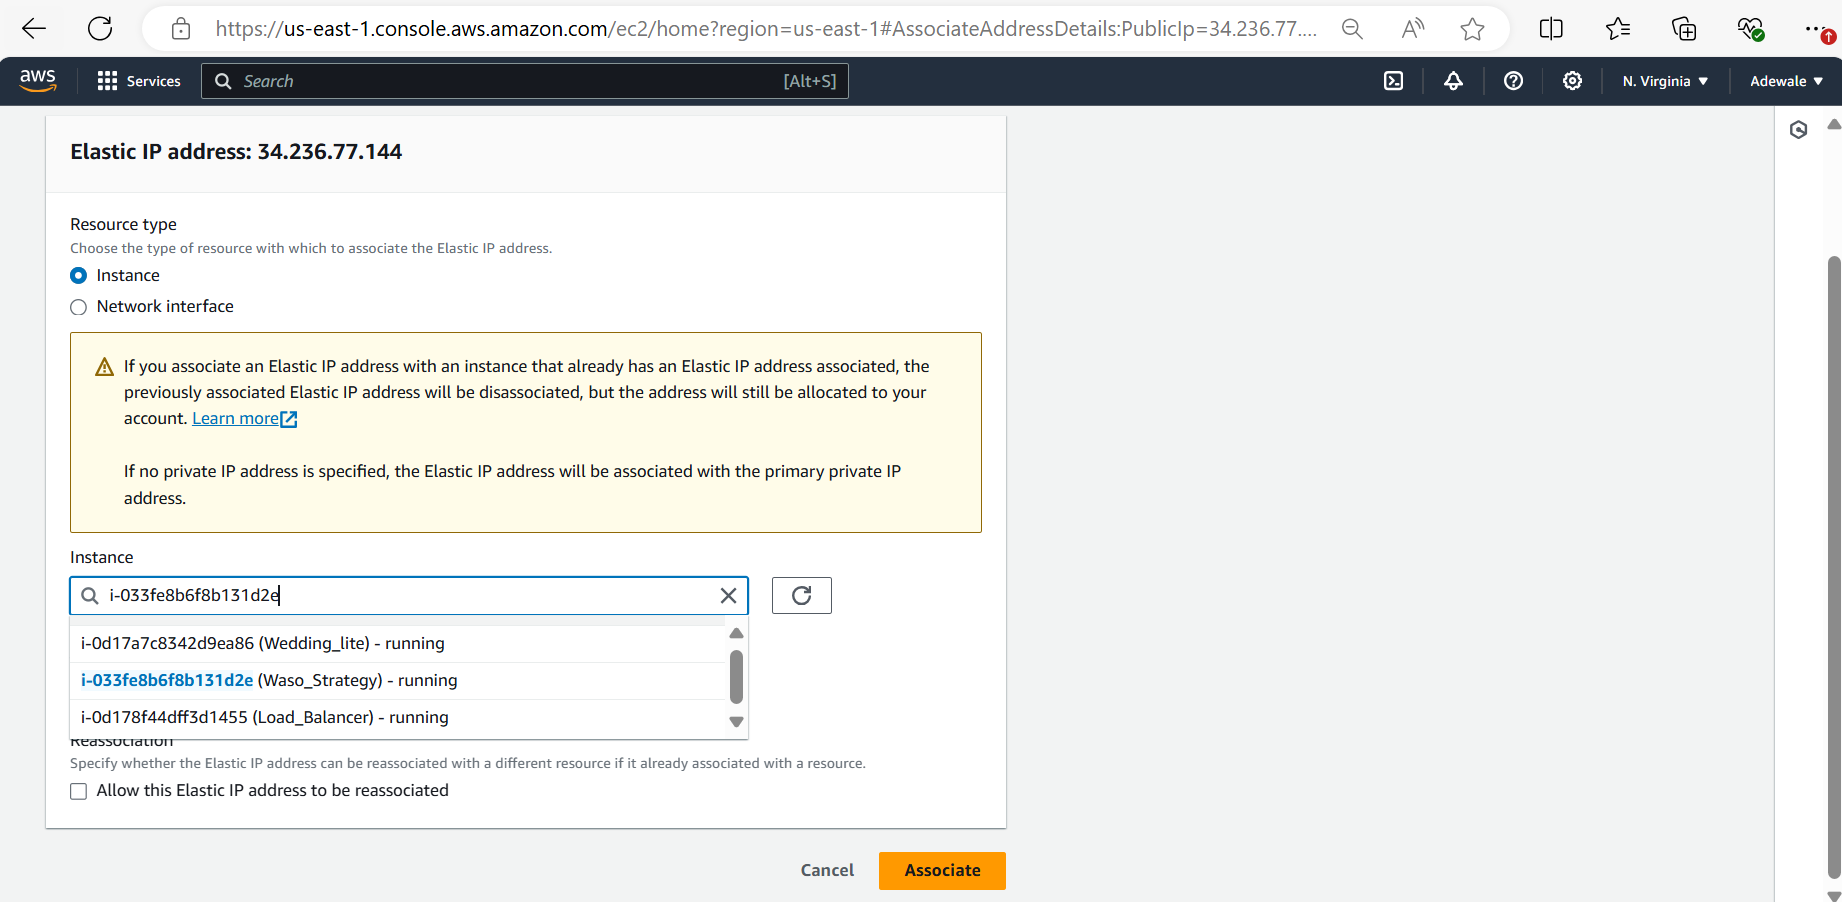 https://us-east-1.console.aws.amazon.com/ec2/home?region=us-east-1#AssociateAddressDetails:PublicIp=34.236.77....
aws
Services
Search
[Alt+S]
N. Virginia
Adewale
Elastic IP address: 34.236.77.144
Resource type
Choose the type of resource with which to associate the Elastic IP address.
Instance
Network interface
If you associate an Elastic IP address with an instance that already has an Elastic IP address associated, the
previously associated Elastic IP address will be disassociated, but the address will still be allocated to your
account. Learn more
If no private IP address is specified, the Elastic IP address will be associated with the primary private IP
address.
Instance
i-033fe8b6f8b131d2e
i-0d17a7c8342d9ea86 (Wedding_lite) - running
i-033fe8b6f8b131d2e (Waso_Strategy) - running
i-0d178f44dff3d1455 (Load_Balancer) - running
Reassociation
Specify whether the Elastic IP address can be reassociated with a different resource if it already associated with a resource.
Allow this Elastic IP address to be reassociated
Cancel
Associate